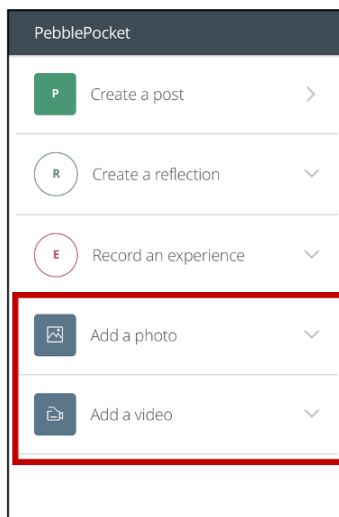 PebblePocket
P Create a post
R Create a reflection
E Record an experience
Add a photo
Add a video